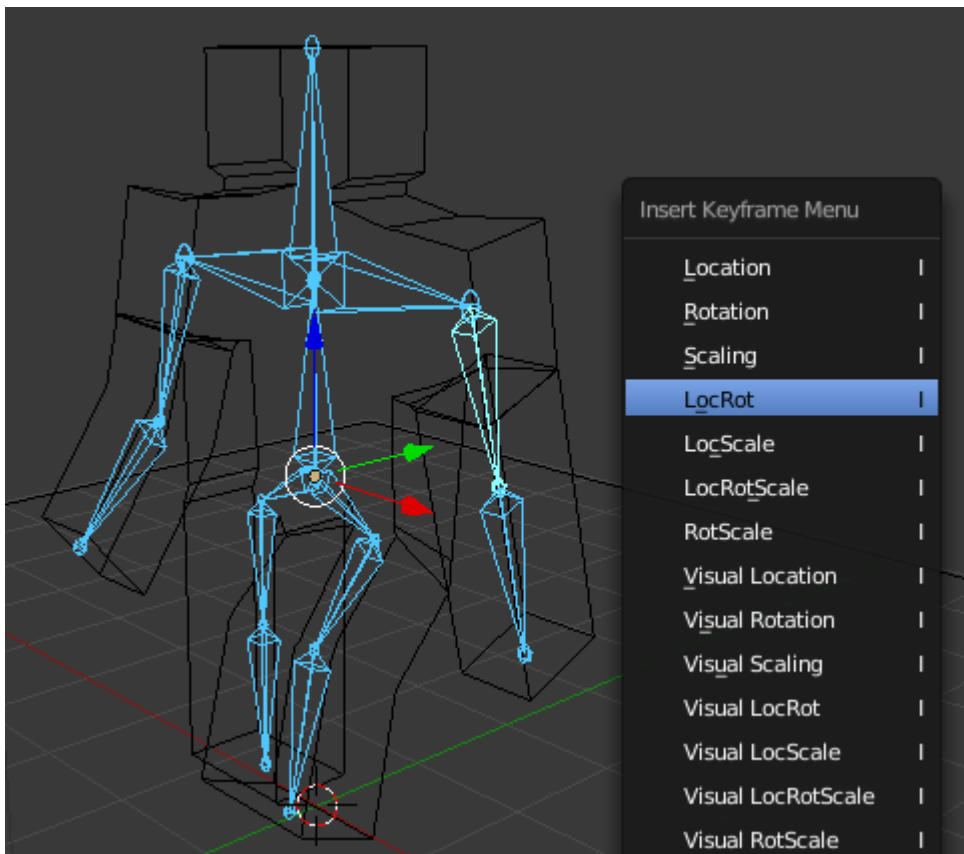 Insert Keyframe Menu
Location I
Rotation I
Scaling I
LocRot I
LocScale I
LocRotScale I
RotScale I
Visual Location I
Visual Rotation I
Visual Scaling I
Visual LocRot I
Visual LocScale I
Visual LocRotScale I
Visual RotScale I